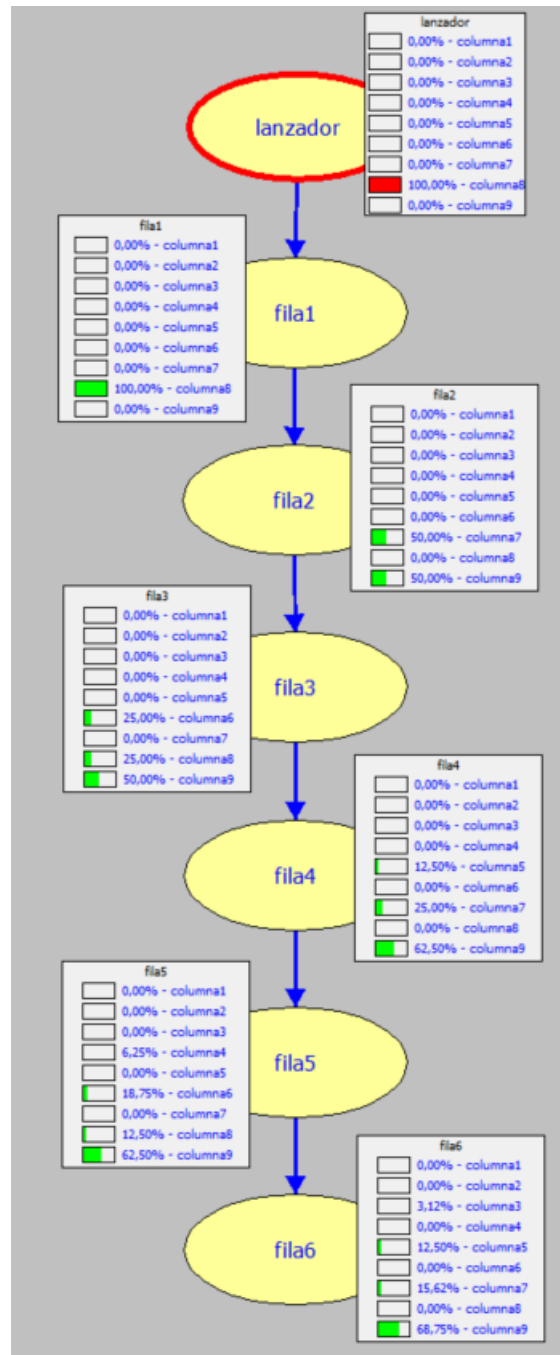 lanzador
0,00% - columna1
0,00% - columna2
0,00% - columna3
0,00% - columna4
0,00% - columna5
0,00% - columna6
0,00% - columna7
100,00% - columna8
0,00% - columna9
lanzador
fila1
0,00% - columna1
0,00% - columna2
0,00% - columna3
0,00% - columna4
0,00% - columna5
0,00% - columna6
0,00% - columna7
100,00% - columna8
0,00% - columna9
fila1
fila2
0,00% - columna1
0,00% - columna2
0,00% - columna3
0,00% - columna4
0,00% - columna5
0,00% - columna6
50,00% - columna7
0,00% - columna8
50,00% - columna9
fila2
fila3
0,00% - columna1
0,00% - columna2
0,00% - columna3
0,00% - columna4
0,00% - columna5
25,00% - columna6
0,00% - columna7
25,00% - columna8
50,00% - columna9
fila3
fila4
0,00% - columna1
0,00% - columna2
0,00% - columna3
0,00% - columna4
12,50% - columna5
0,00% - columna6
25,00% - columna7
0,00% - columna8
62,50% - columna9
fila4
fila5
0,00% - columna1
0,00% - columna2
0,00% - columna3
6,25% - columna4
0,00% - columna5
18,75% - columna6
0,00% - columna7
12,50% - columna8
62,50% - columna9
fila5
fila6
0,00% - columna1
0,00% - columna2
3,12% - columna3
0,00% - columna4
12,50% - columna5
0,00% - columna6
15,62% - columna7
0,00% - columna8
68,75% - columna9
fila6